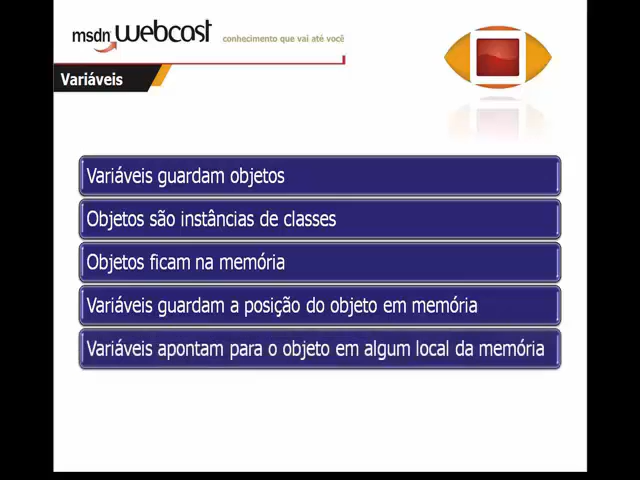 msdn webcast
conhecimento que vai até você
Variáveis
Variáveis guardam objetos
Objetos são instâncias de classes
Objetos ficam na memória
Variáveis guardam a posição do objeto em memória
Variáveis apontam para o objeto em algum local da memória